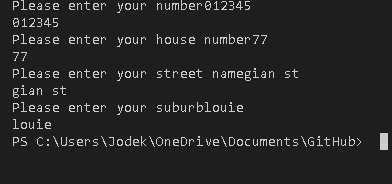 Please enter your number012345
012345
Please enter your house number77
77
Please enter your street namegian st
gian st
Please enter your suburblouie
louie
PS C:\Users\Jodek\OneDrive\Documents\GitHub>